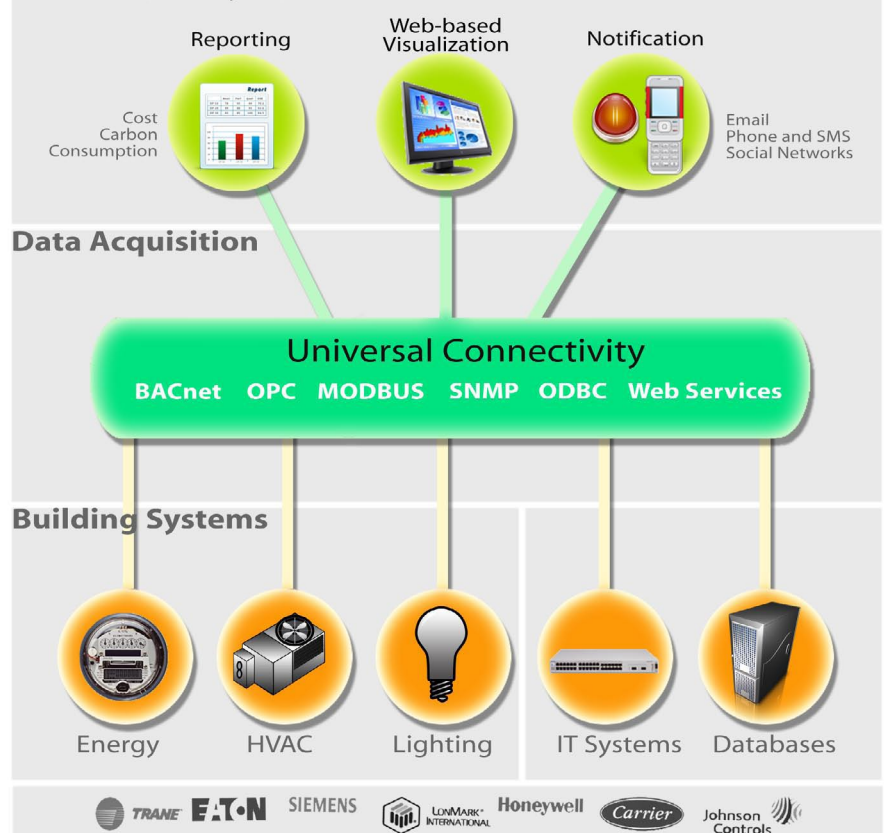 Reporting
Web-based
Visualization
Notification
Report
Cost
Carbon
Consumption
Email
Phone and SMS
Social Networks
Data Acquisition
Universal Connectivity
BACnet OPC MODBUS SNMP ODBC Web Services
Building Systems
Energy HVAC Lighting IT Systems Databases
TRANE EATON SIEMENS LONMARK INTERNATIONAL Honeywell Carrier Johnson Controls